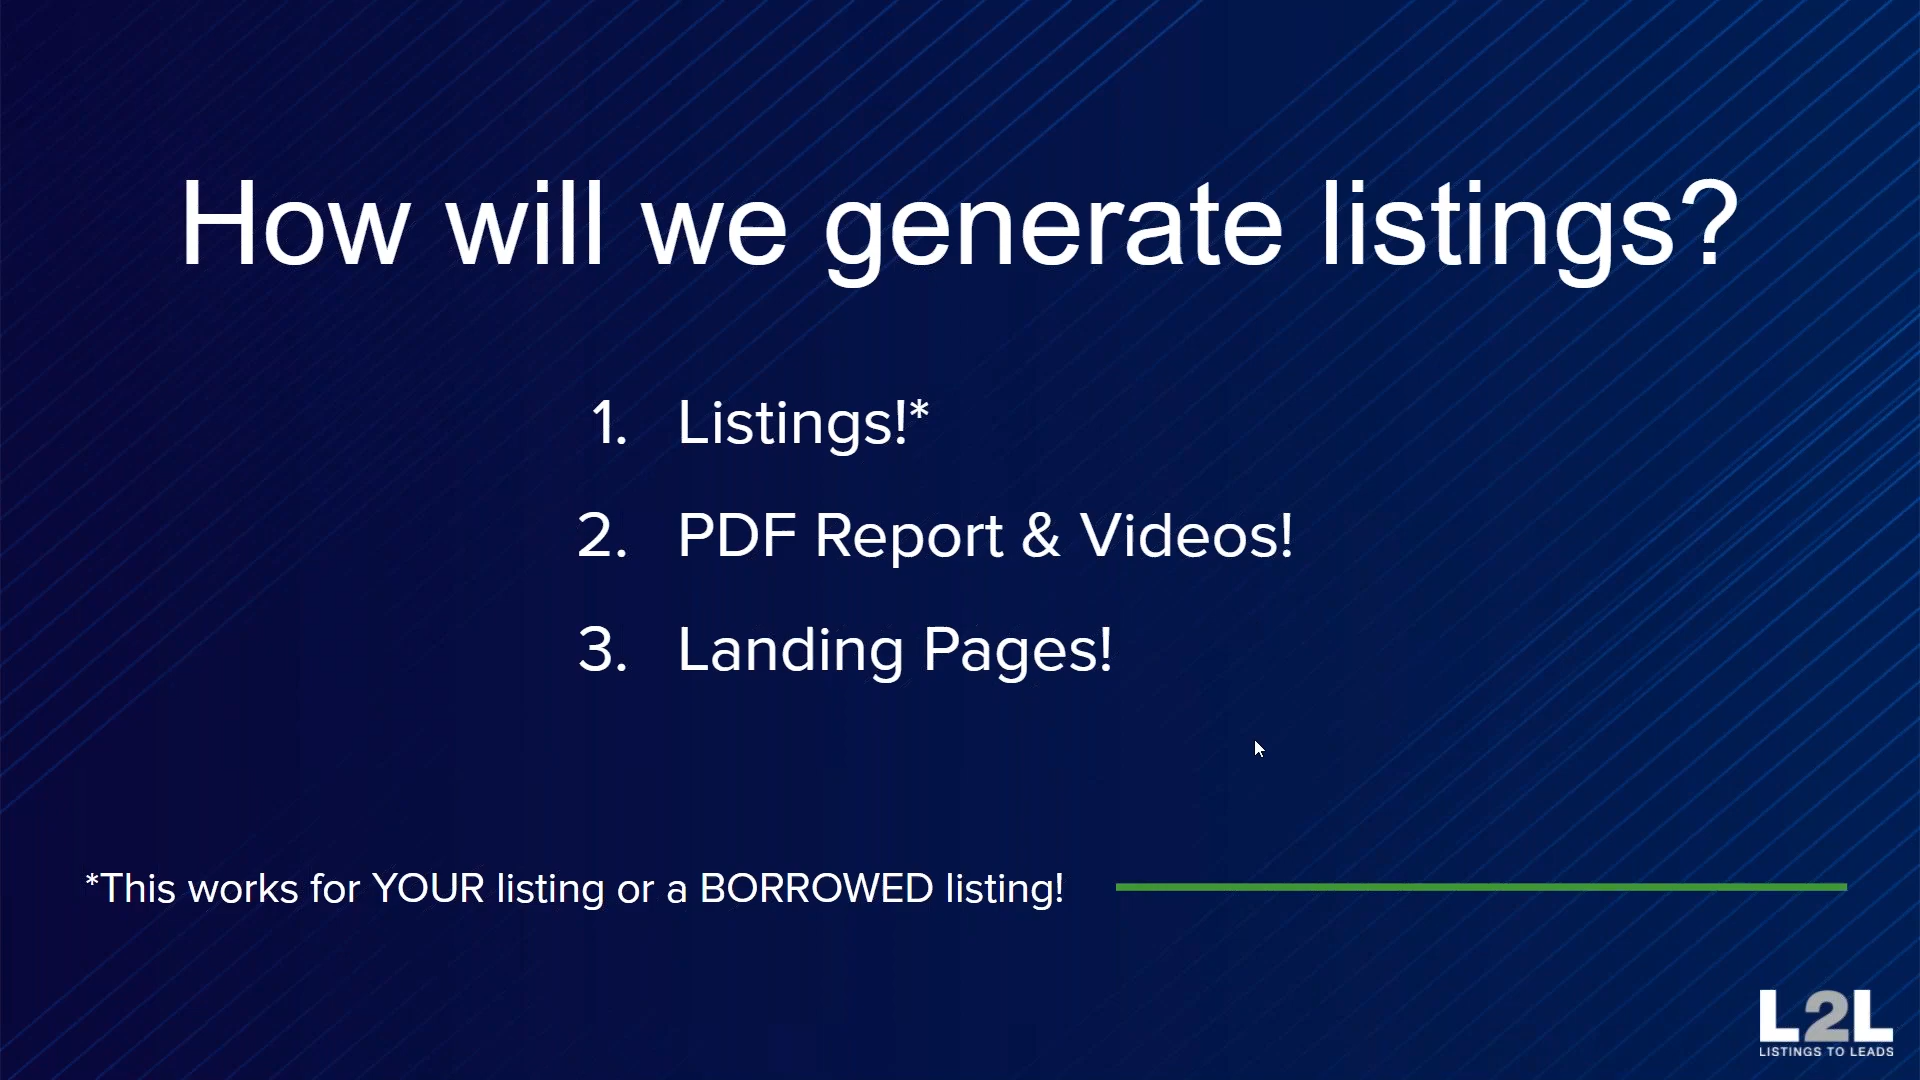 How will we generate listings?
1. Listings!*
2. PDF Report & Videos!
3. Landing Pages!
*This works for YOUR listing or a BORROWED listing!
L2L
LISTINGS TO LEADS